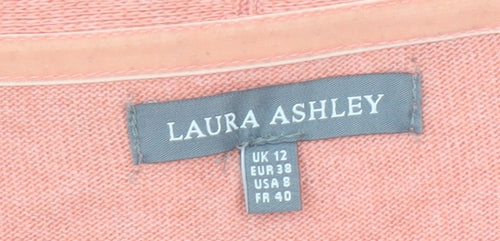 LAURA ASHLEY
UK 12
EUR 38
USA 8
FR 40